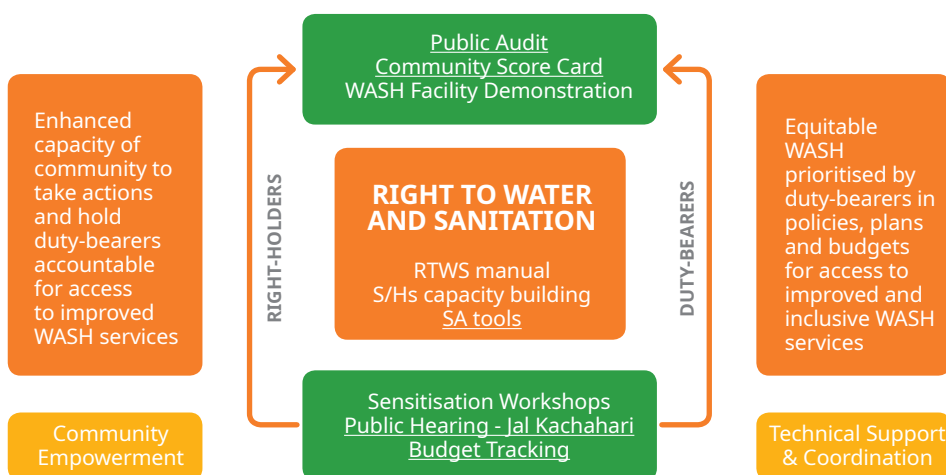 Public Audit
Community Score Card
WASH Facility Demonstration
Enhanced
capacity of
community to
take actions
and hold
duty-bearers
accountable
for access
to improved
WASH services
RIGHT-HOLDERS
RIGHT TO WATER
AND SANITATION
RTWS manual
S/Hs capacity building
SA tools
DUTY-BEARERS
Equitable
WASH
prioritised by
duty-bearers in
policies, plans
and budgets
for access to
improved and
inclusive WASH
services
Sensitisation Workshops
Public Hearing - Jal Kachahari
Budget Tracking
Community
Empowerment
Technical Support
& Coordination